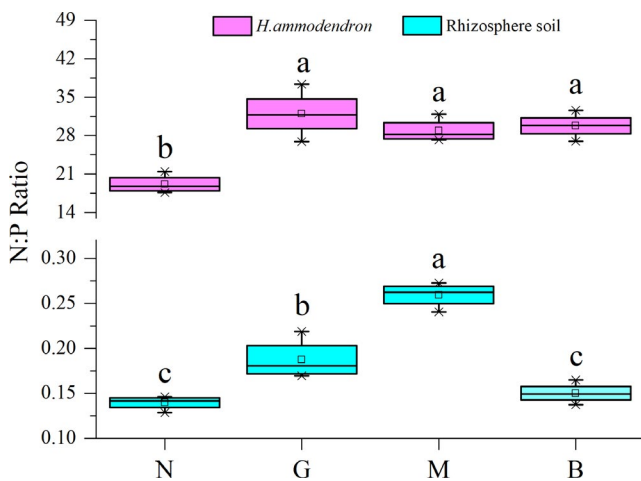 H.ammodendron Rhizosphere soil
49
42
35
28
21
14
b a a a
N:P Ratio
0.30
0.25
0.20
0.15
0.10
c b a c
N G M B